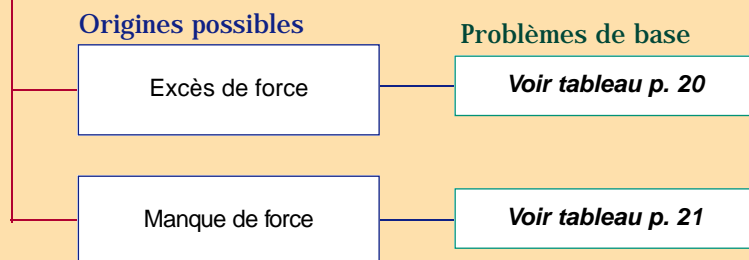 Origines possibles
Problèmes de base
Excès de force
Voir tableau p. 20
Manque de force
Voir tableau p. 21